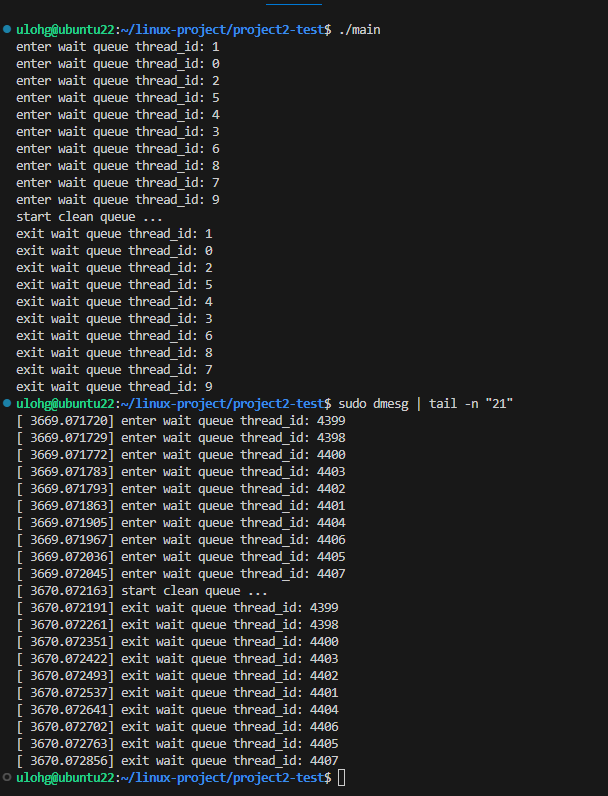 ulohg@ubuntu22:~/linux-project/project2-test$ ./main
enter wait queue thread_id: 1
enter wait queue thread_id: 0
enter wait queue thread_id: 2
enter wait queue thread_id: 5
enter wait queue thread_id: 4
enter wait queue thread_id: 3
enter wait queue thread_id: 6
enter wait queue thread_id: 8
enter wait queue thread_id: 7
enter wait queue thread_id: 9
start clean queue ...
exit wait queue thread_id: 1
exit wait queue thread_id: 0
exit wait queue thread_id: 2
exit wait queue thread_id: 5
exit wait queue thread_id: 4
exit wait queue thread_id: 3
exit wait queue thread_id: 6
exit wait queue thread_id: 8
exit wait queue thread_id: 7
exit wait queue thread_id: 9
ulohg@ubuntu22:~/linux-project/project2-test$ sudo dmesg | tail -n "21"
[ 3669.071720] enter wait queue thread_id: 4399
[ 3669.071729] enter wait queue thread_id: 4398
[ 3669.071772] enter wait queue thread_id: 4400
[ 3669.071783] enter wait queue thread_id: 4403
[ 3669.071793] enter wait queue thread_id: 4402
[ 3669.071863] enter wait queue thread_id: 4401
[ 3669.071905] enter wait queue thread_id: 4404
[ 3669.071967] enter wait queue thread_id: 4406
[ 3669.072036] enter wait queue thread_id: 4405
[ 3669.072045] enter wait queue thread_id: 4407
[ 3670.072163] start clean queue ...
[ 3670.072191] exit wait queue thread_id: 4399
[ 3670.072261] exit wait queue thread_id: 4398
[ 3670.072351] exit wait queue thread_id: 4400
[ 3670.072422] exit wait queue thread_id: 4403
[ 3670.072493] exit wait queue thread_id: 4402
[ 3670.072537] exit wait queue thread_id: 4401
[ 3670.072641] exit wait queue thread_id: 4404
[ 3670.072702] exit wait queue thread_id: 4406
[ 3670.072763] exit wait queue thread_id: 4405
[ 3670.072856] exit wait queue thread_id: 4407
ulohg@ubuntu22:~/linux-project/project2-test$